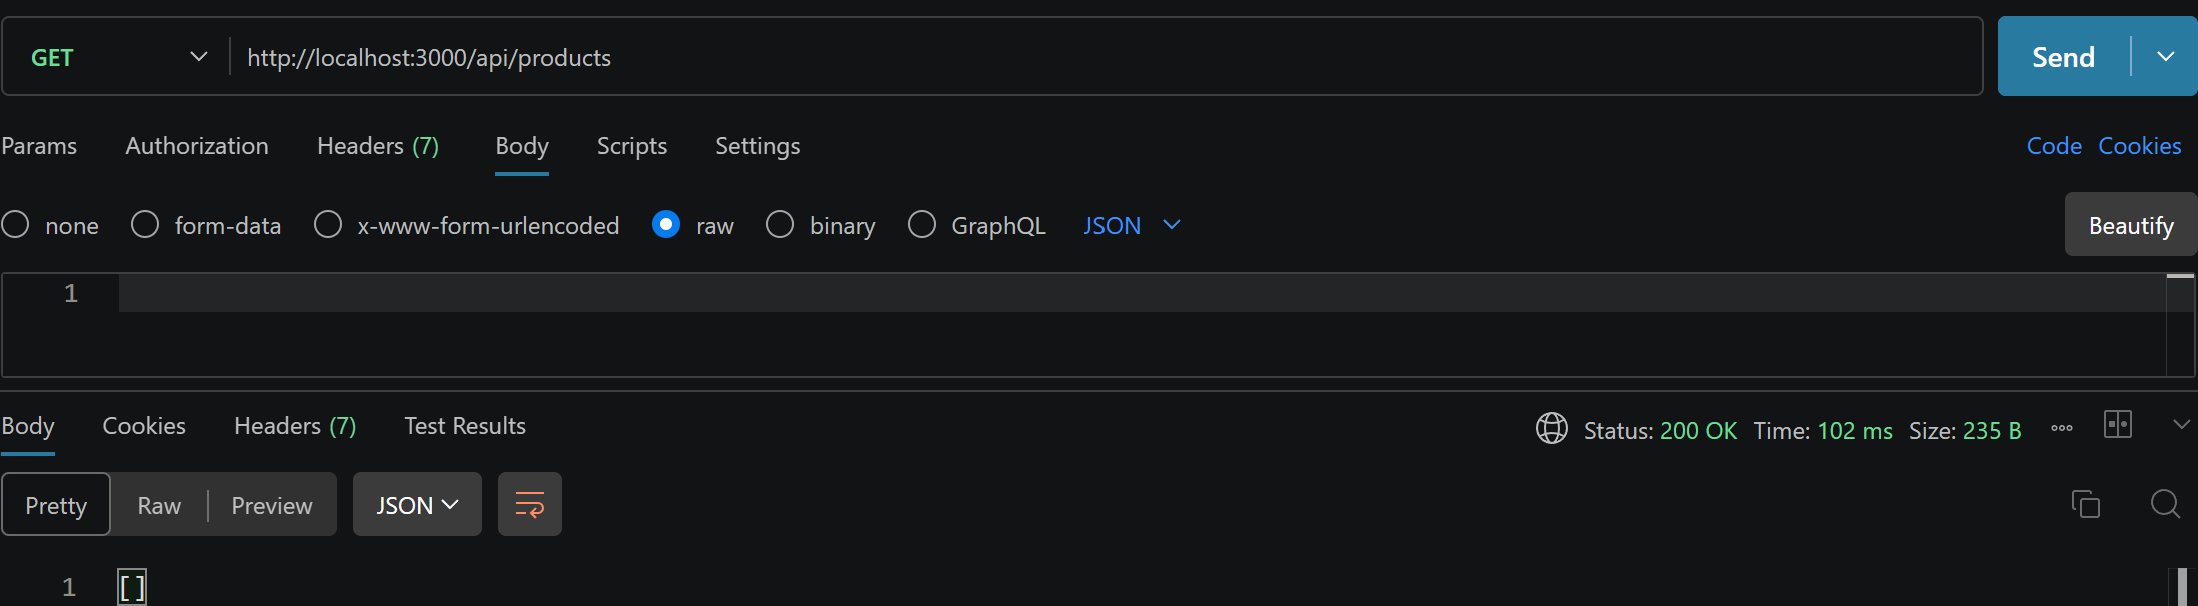 GET http://localhost:3000/api/products Send
Params Authorization Headers (7) Body Scripts Settings Code Cookies
none form-data x-www-form-urlencoded raw binary GraphQL JSON Beautify
1
Body Cookies Headers (7) Test Results Status: 200 OK Time: 102 ms Size: 235 B
Pretty Raw Preview JSON
1 []